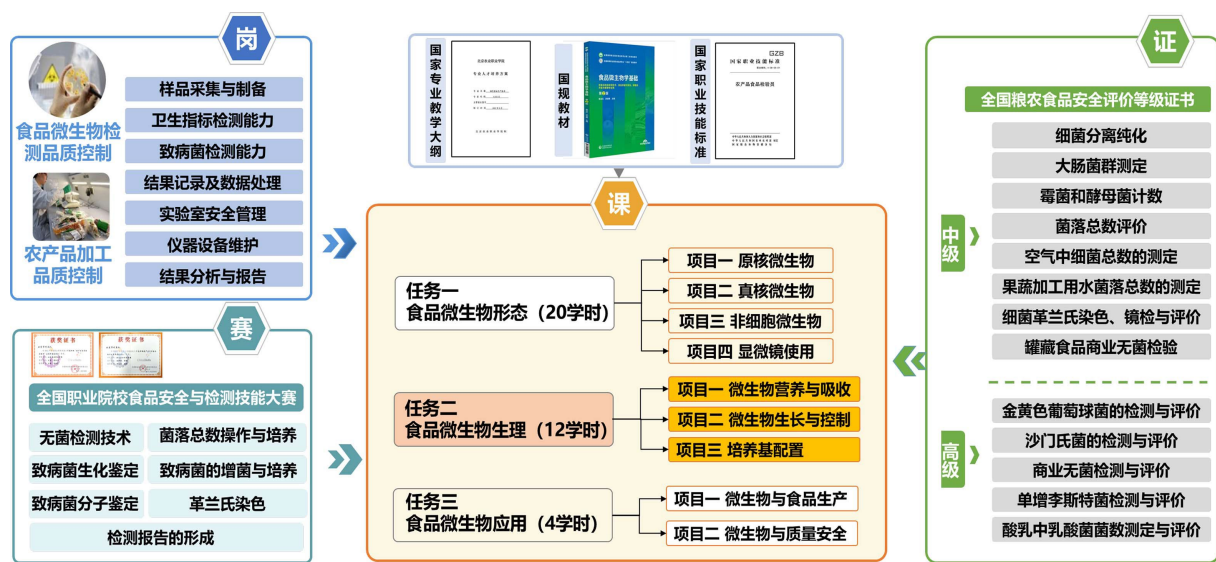 岗
食品微生物检
测品质控制
农产品加工
品质控制
样品采集与制备
卫生指标检测能力
致病菌检测能力
结果记录及数据处理
实验室安全管理
仪器设备维护
结果分析与报告
赛
获奖证书
获奖证书
全国职业院校食品安全与检测技能大赛
无菌检测技术
菌落总数操作与培养
致病菌生化鉴定
致病菌的增菌与培养
致病菌分子鉴定
革兰氏染色
检测报告的形成
国家专业教学大纲
专业人才培养方案
国规教材
食品微生物学基础
国家职业技能标准
GZB
国家职业技能标准
农产品食品检验员
课
任务一
食品微生物形态（20学时）
项目一 原核微生物
项目二 真核微生物
项目三 非细胞微生物
项目四 显微镜使用
任务二
食品微生物生理（12学时）
项目一 微生物营养与吸收
项目二 微生物生长与控制
项目三 培养基配置
任务三
食品微生物应用（4学时）
项目一 微生物与食品生产
项目二 微生物与质量安全
证
全国粮农食品安全评价等级证书
中级
细菌分离纯化
大肠菌群测定
霉菌和酵母菌计数
菌落总数评价
空气中细菌总数的测定
果蔬加工用水菌落总数的测定
细菌革兰氏染色、镜检与评价
罐藏食品商业无菌检验
高级
金黄色葡萄球菌的检测与评价
沙门氏菌的检测与评价
商业无菌检测与评价
单增李斯特菌检测与评价
酸乳中乳酸菌菌数测定与评价